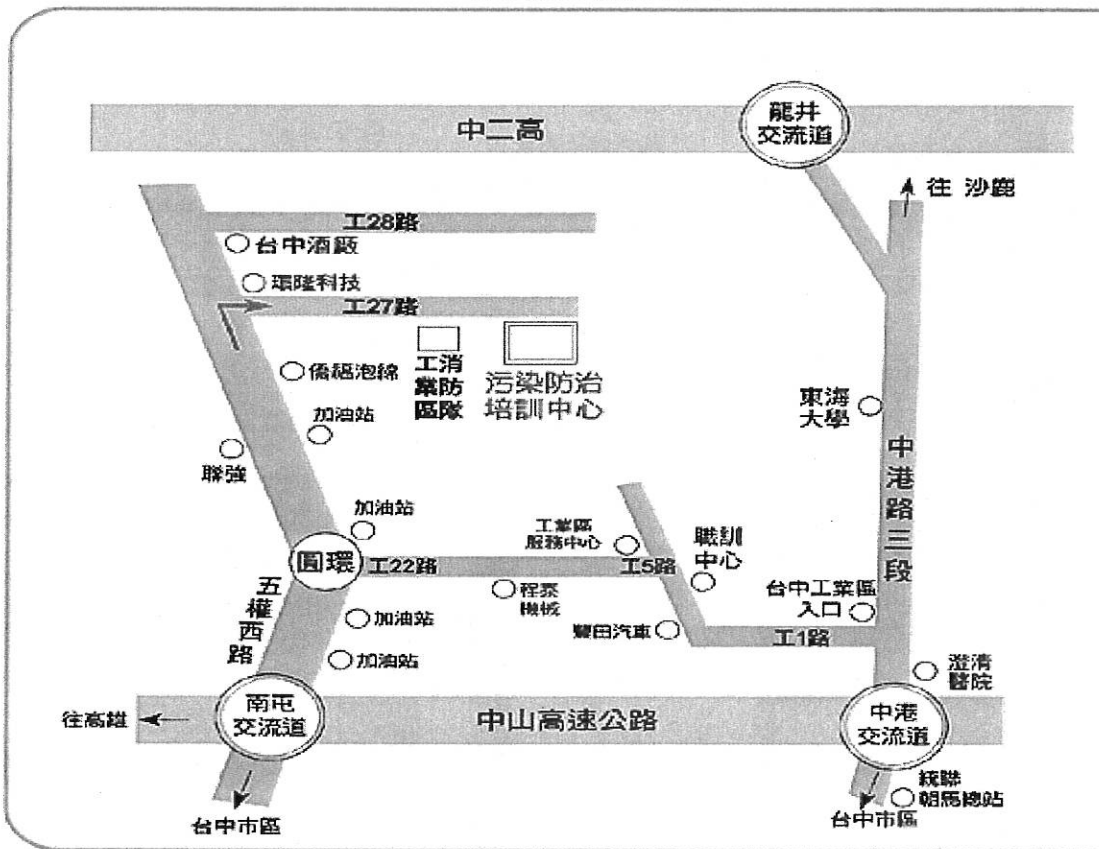 中二高
龍井
交流道
往 沙鹿
工28路
台中酒廠
環隆科技
工27路
僑福泡綿
工消
業防
區隊
污染防治
培訓中心
加油站
聯強
東海
大學
中港路三段
加油站
圓環
工22路
工業區
服務中心
工5路
職訓
中心
程泰
機械
台中工業區
入口
五權西路
加油站
豐田汽車
工1路
加油站
澄清
醫院
往高雄
南屯
交流道
中山高速公路
中港
交流道
統聯
朝馬總站
台中市區
台中市區